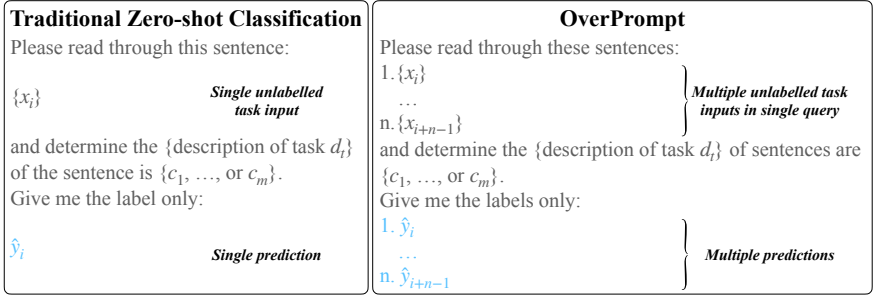 Traditional Zero-shot Classification
Please read through this sentence:
{xᵢ}
Single unlabelled
task input
and determine the {description of task dₜ}
of the sentence is {c₁, …, or cₘ}.
Give me the label only:
ŷᵢ
Single prediction
OverPrompt
Please read through these sentences:
1.{xᵢ}
…
n.{xᵢ₊ₙ₋₁}
Multiple unlabelled task
inputs in single query
and determine the {description of task dₜ} of sentences are
{c₁, …, or cₘ}.
Give me the labels only:
1. ŷᵢ
…
n. ŷᵢ₊ₙ₋₁
Multiple predictions